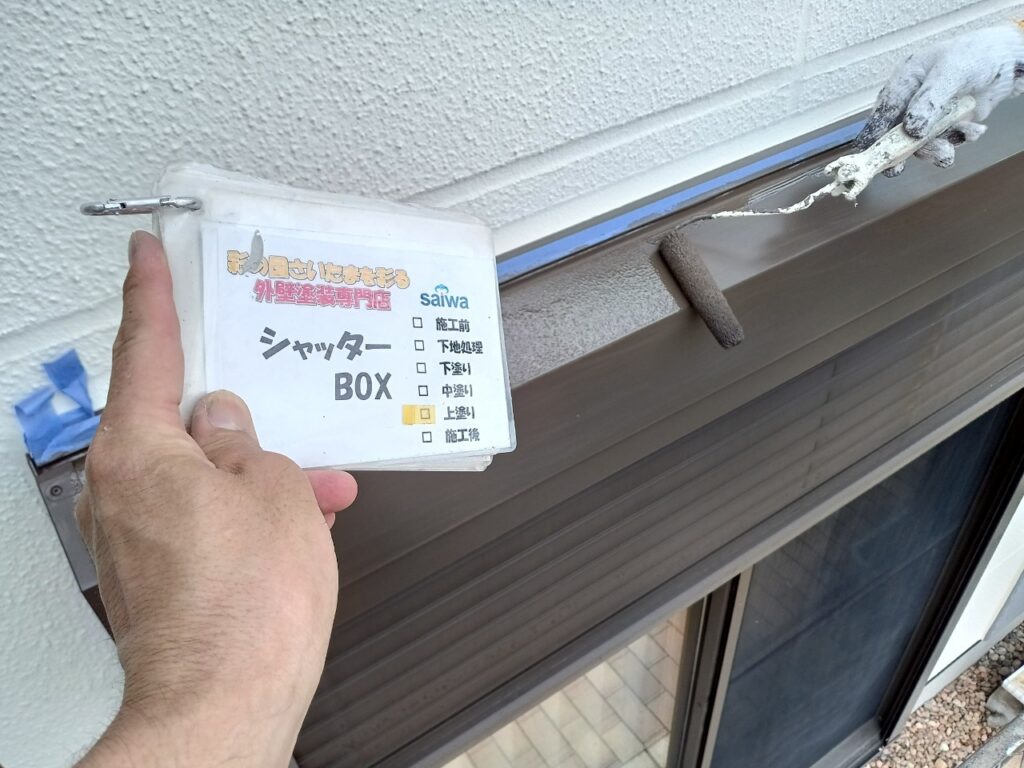 彩の国さいたまを彩る
外壁塗装専門店
saiwa
シャッター
BOX
□ 施工前
□ 下地処理
□ 下塗り
□ 中塗り
□ 上塗り
□ 施工後